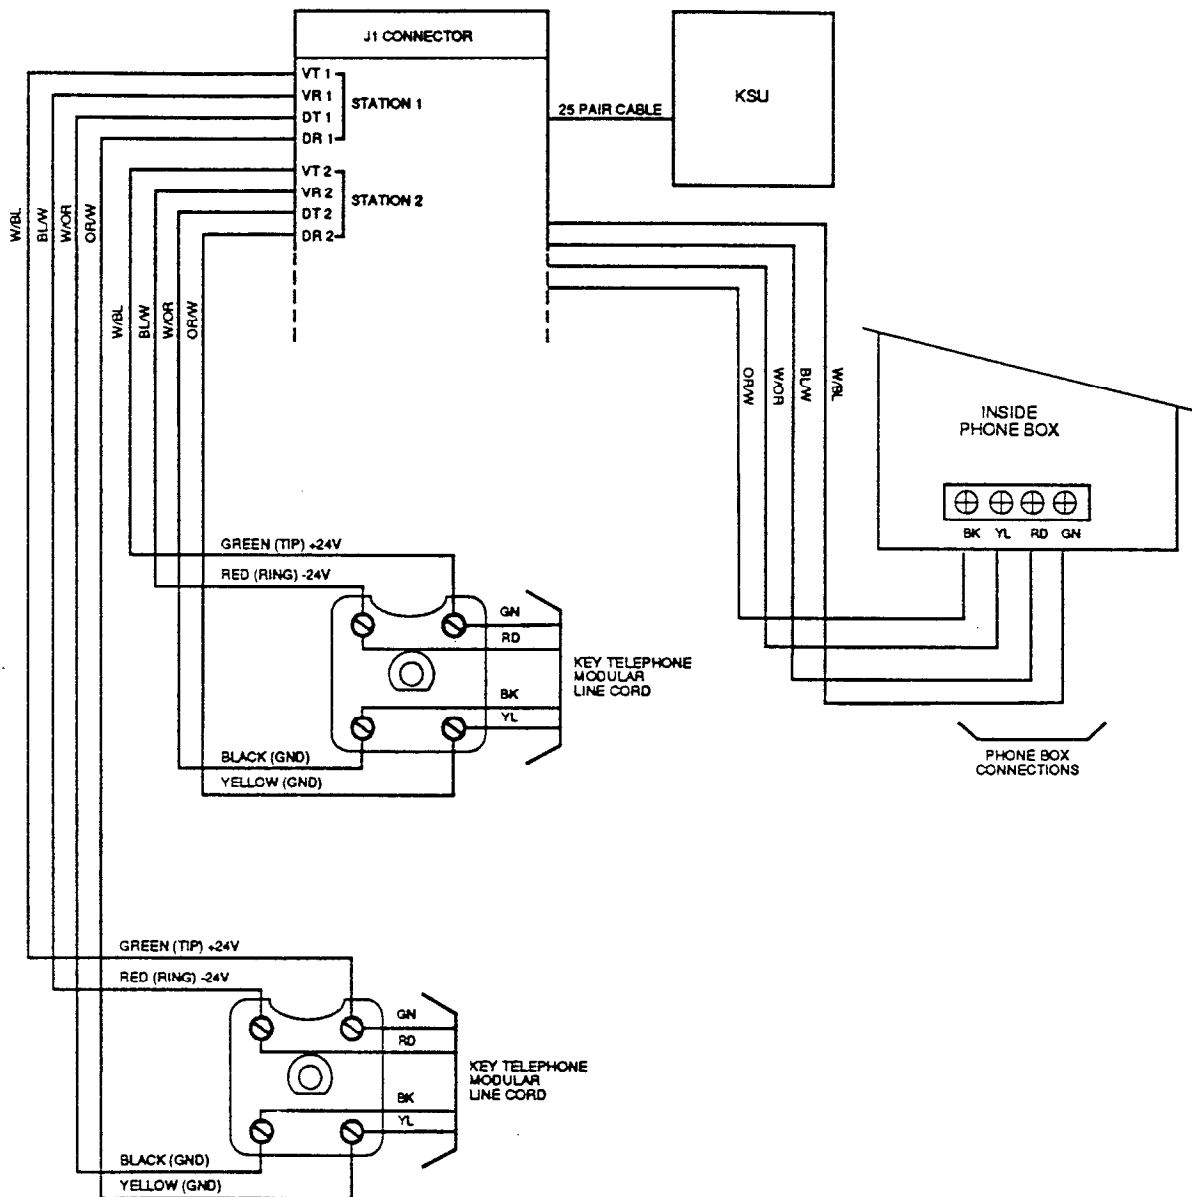 J1 CONNECTOR
KSU
25 PAIR CABLE
VT 1
VR 1
DT 1
DR 1
STATION 1
VT 2
VR 2
DT 2
DR 2
STATION 2
W/BL
BL/W
W/OR
OR/W
W/BL
BL/W
W/OR
OR/W
OR/W
W/OR
BL/W
W/BL
INSIDE
PHONE BOX
BK YL RD GN
PHONE BOX
CONNECTIONS
GREEN (TIP) +24V
RED (RING) -24V
GN
RD
BK
YL
KEY TELEPHONE
MODULAR
LINE CORD
BLACK (GND)
YELLOW (GND)
GREEN (TIP) +24V
RED (RING) -24V
GN
RD
BK
YL
KEY TELEPHONE
MODULAR
LINE CORD
BLACK (GND)
YELLOW (GND)